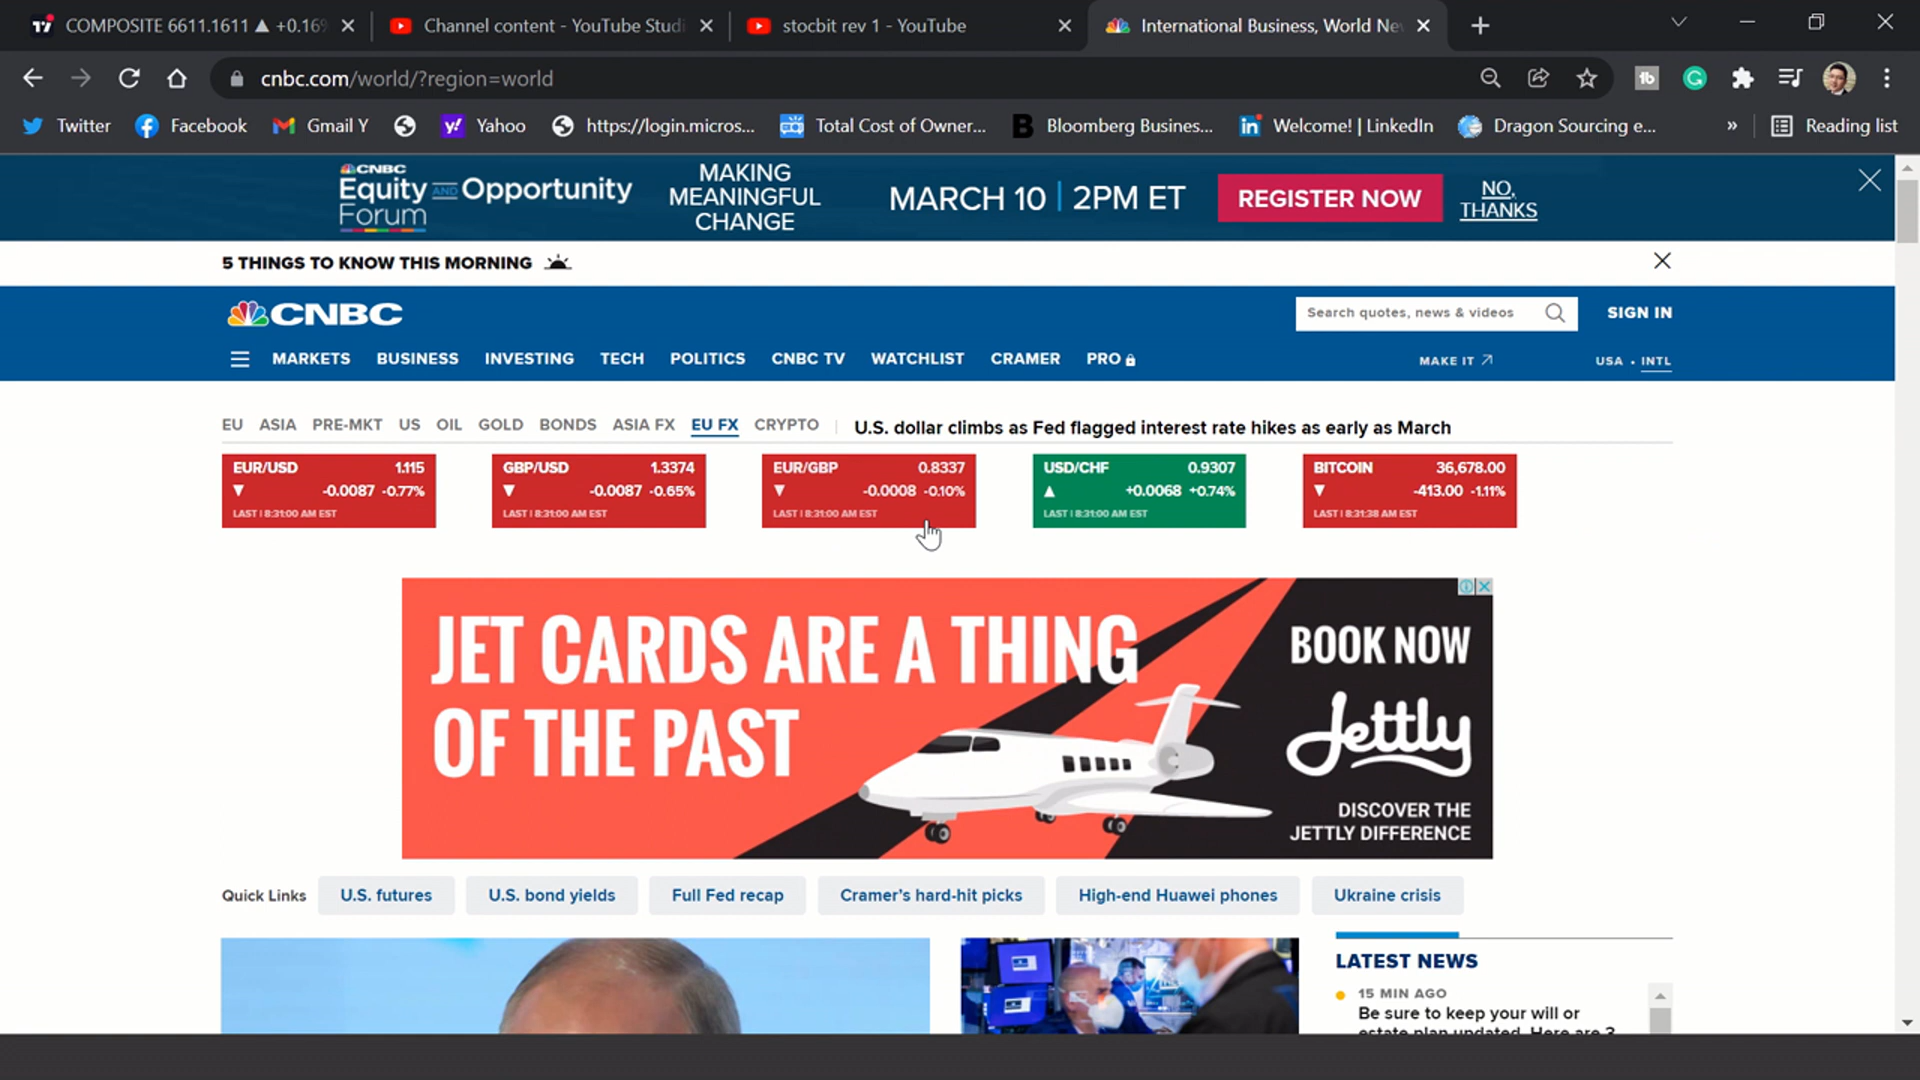 COMPOSITE 6611.1611 ▲ +0.16%
Channel content - YouTube Studi
stocbit rev 1 - YouTube
International Business, World Ne
cnbc.com/world/?region=world
Twitter
Facebook
Gmail Y
Yahoo
https://login.micros...
Total Cost of Owner...
Bloomberg Business...
Welcome! | LinkedIn
Dragon Sourcing e...
»
Reading list
CNBC
Equity AND Opportunity
Forum
MAKING
MEANINGFUL
CHANGE
MARCH 10 | 2PM ET
REGISTER NOW
NO,
THANKS
5 THINGS TO KNOW THIS MORNING
CNBC
Search quotes, news & videos
SIGN IN
MARKETS BUSINESS INVESTING TECH POLITICS CNBC TV WATCHLIST CRAMER PRO
MAKE IT
USA • INTL
EU ASIA PRE-MKT US OIL GOLD BONDS ASIA FX EU FX CRYPTO
U.S. dollar climbs as Fed flagged interest rate hikes as early as March
EUR/USD 1.115
▼ -0.0087 -0.77%
LAST | 8:31:00 AM EST
GBP/USD 1.3374
▼ -0.0087 -0.65%
LAST | 8:31:00 AM EST
EUR/GBP 0.8337
▼ -0.0008 -0.10%
LAST | 8:31:00 AM EST
USD/CHF 0.9307
▲ +0.0068 +0.74%
LAST | 8:31:00 AM EST
BITCOIN 36,678.00
▼ -413.00 -1.11%
LAST | 8:31:38 AM EST
JET CARDS ARE A THING
OF THE PAST
BOOK NOW
Jettly
DISCOVER THE
JETTLY DIFFERENCE
Quick Links
U.S. futures
U.S. bond yields
Full Fed recap
Cramer's hard-hit picks
High-end Huawei phones
Ukraine crisis
LATEST NEWS
15 MIN AGO
Be sure to keep your will or
estate plan updated. Here are 3